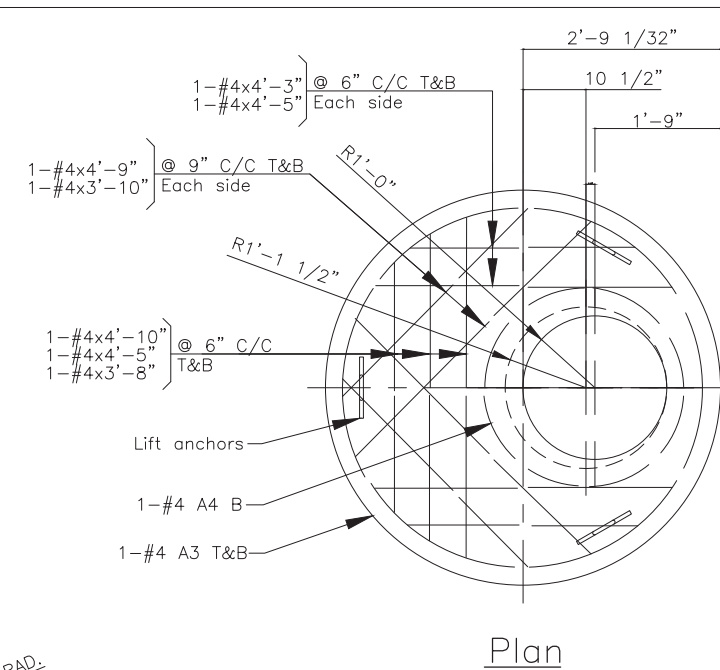 2'-9 1/32"
10 1/2"
1'-9"
1-#4x4'-3"
1-#4x4'-5"
@ 6" C/C T&B
Each side
1-#4x4'-9"
1-#4x3'-10"
@ 9" C/C T&B
Each side
R1'-0"
R1'-1 1/2"
1-#4x4'-10"
1-#4x4'-5"
1-#4x3'-8"
@ 6" C/C
T&B
Lift anchors
1-#4 A4 B
1-#4 A3 T&B
Plan
RAD.